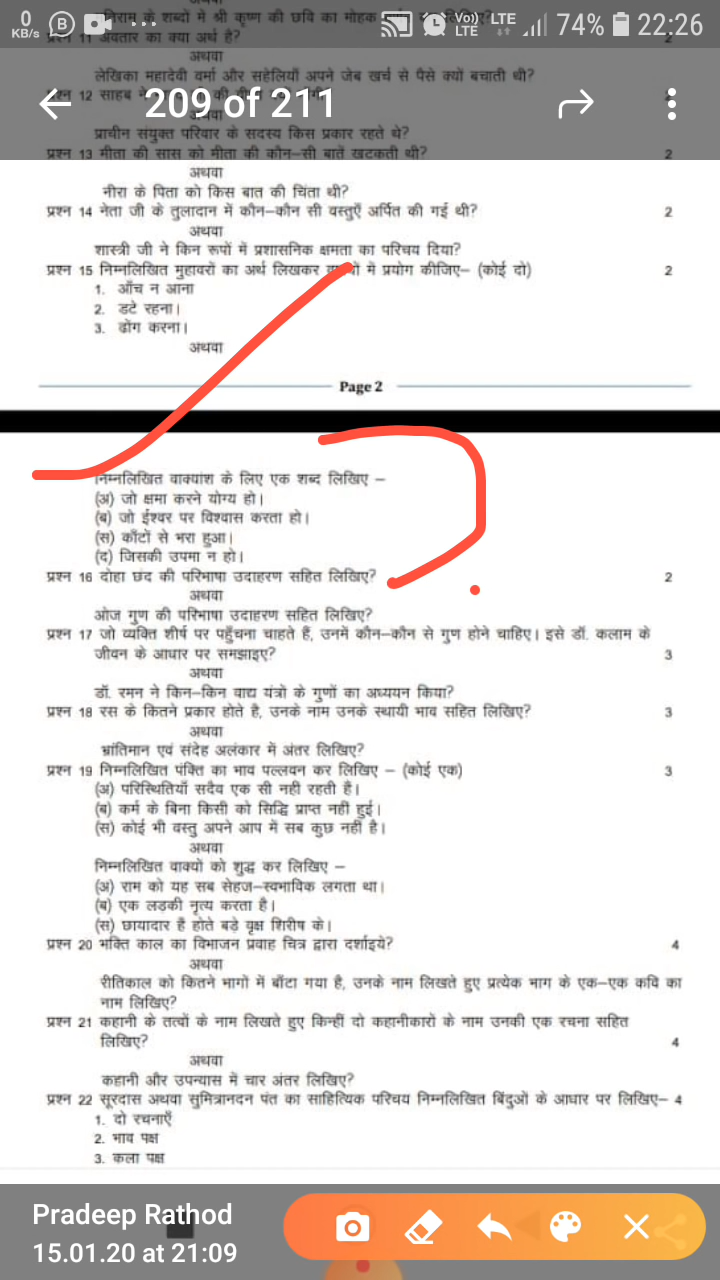 0 KB/s B ... Vo)) LTE LTE 74% 22:26
प्रश्न 11 अवतार का क्या अर्थ है?
अथवा
लेखिका महादेवी वर्मा और सहेलियाँ अपने जेब खर्च से पैसे क्यों बचाती थी?
209 of 211
प्राचीन संयुक्त परिवार के सदस्य किस प्रकार रहते थे?
प्रश्न 13 मीता की सास को मीता की कौन–सी बातें खटकती थी? 2
अथवा
नीरा के पिता को किस बात की चिंता थी?
प्रश्न 14 नेता जी के तुलादान में कौन–कौन सी वस्तुएँ अर्पित की गई थी? 2
अथवा
शास्त्री जी ने किन रूपों में प्रशासनिक क्षमता का परिचय दिया?
प्रश्न 15 निम्नलिखित मुहावरों का अर्थ लिखकर में प्रयोग कीजिए– (कोई दो) 2
1. आँच न आना
2. डटे रहना।
3. ढोंग करना।
अथवा
Page 2
निम्नलिखित वाक्यांश के लिए एक शब्द लिखिए –
(अ) जो क्षमा करने योग्य हो।
(ब) जो ईश्वर पर विश्वास करता हो।
(स) काँटों से भरा हुआ।
(द) जिसकी उपमा न हो।
प्रश्न 16 दोहा छंद की परिभाषा उदाहरण सहित लिखिए? 2
अथवा
ओज गुण की परिभाषा उदाहरण सहित लिखिए?
प्रश्न 17 जो व्यक्ति शीर्ष पर पहुँचना चाहते हैं, उनमें कौन–कौन से गुण होने चाहिए। इसे डॉ. कलाम के
जीवन के आधार पर समझाइए? 3
अथवा
डॉ. रमन ने किन–किन वाद्य यंत्रो के गुणों का अध्ययन किया?
प्रश्न 18 रस के कितने प्रकार होते है, उनके नाम उनके स्थायी भाव सहित लिखिए? 3
अथवा
भ्रांतिमान एवं संदेह अलंकार में अंतर लिखिए?
प्रश्न 19 निम्नलिखित पंक्ति का भाव पल्लवन कर लिखिए – (कोई एक) 3
(अ) परिस्थितियाँ सदैव एक सी नही रहती है।
(ब) कर्म के बिना किसी को सिद्धि प्राप्त नहीं हुई।
(स) कोई भी वस्तु अपने आप में सब कुछ नहीं है।
अथवा
निम्नलिखित वाक्यों को शुद्ध कर लिखिए –
(अ) राम को यह सब सेहज–स्वभाविक लगता था।
(ब) एक लड़की नृत्य करता है।
(स) छायादार हैं होते बड़े वृक्ष शिरीष के।
प्रश्न 20 भक्ति काल का विभाजन प्रवाह चित्र द्वारा दर्शाइये? 4
अथवा
रीतिकाल को कितने भागों में बाँटा गया है, उनके नाम लिखते हुए प्रत्येक भाग के एक–एक कवि का
नाम लिखिए?
प्रश्न 21 कहानी के तत्वों के नाम लिखते हुए किन्हीं दो कहानीकारों के नाम उनकी एक रचना सहित
लिखिए? 4
अथवा
कहानी और उपन्यास में चार अंतर लिखिए?
प्रश्न 22 सूरदास अथवा सुमित्रानदन पंत का साहित्यिक परिचय निम्नलिखित बिंदुओं के आधार पर लिखिए– 4
1. दो रचनाएँ
2. भाव पक्ष
3. कला पक्ष
Pradeep Rathod
15.01.20 at 21:09